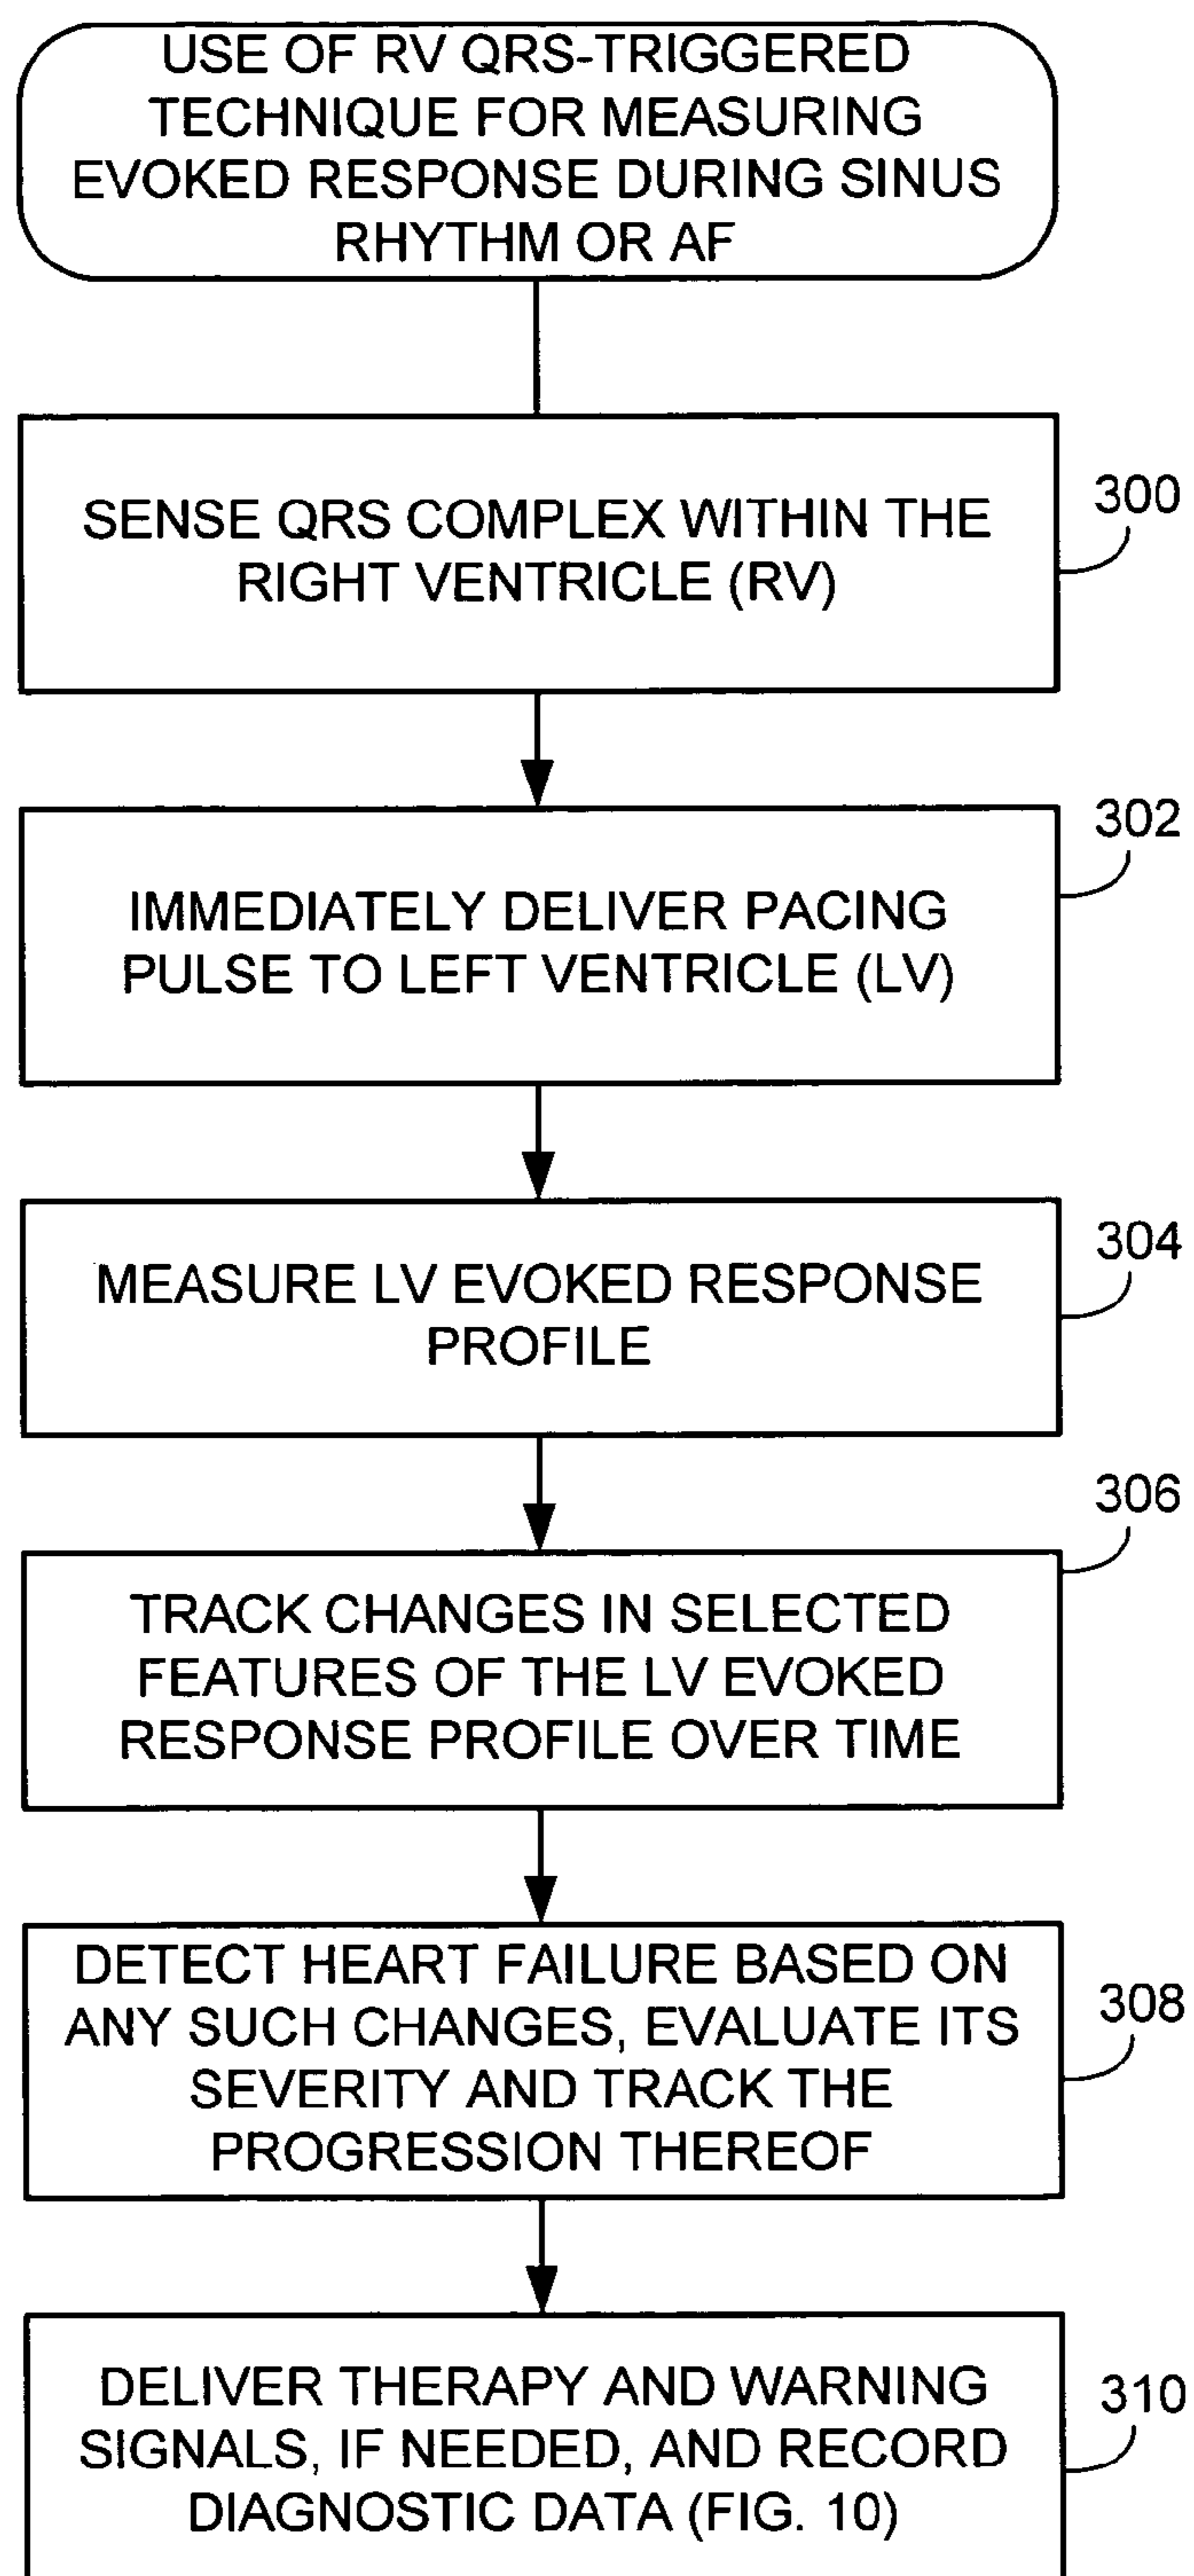 USE OF RV QRS-TRIGGERED
TECHNIQUE FOR MEASURING
EVOKED RESPONSE DURING SINUS
RHYTHM OR AF
SENSE QRS COMPLEX WITHIN THE
RIGHT VENTRICLE (RV)
300
IMMEDIATELY DELIVER PACING
PULSE TO LEFT VENTRICLE (LV)
302
MEASURE LV EVOKED RESPONSE
PROFILE
304
TRACK CHANGES IN SELECTED
FEATURES OF THE LV EVOKED
RESPONSE PROFILE OVER TIME
306
DETECT HEART FAILURE BASED ON
ANY SUCH CHANGES, EVALUATE ITS
SEVERITY AND TRACK THE
PROGRESSION THEREOF
308
DELIVER THERAPY AND WARNING
SIGNALS, IF NEEDED, AND RECORD
DIAGNOSTIC DATA (FIG. 10)
310